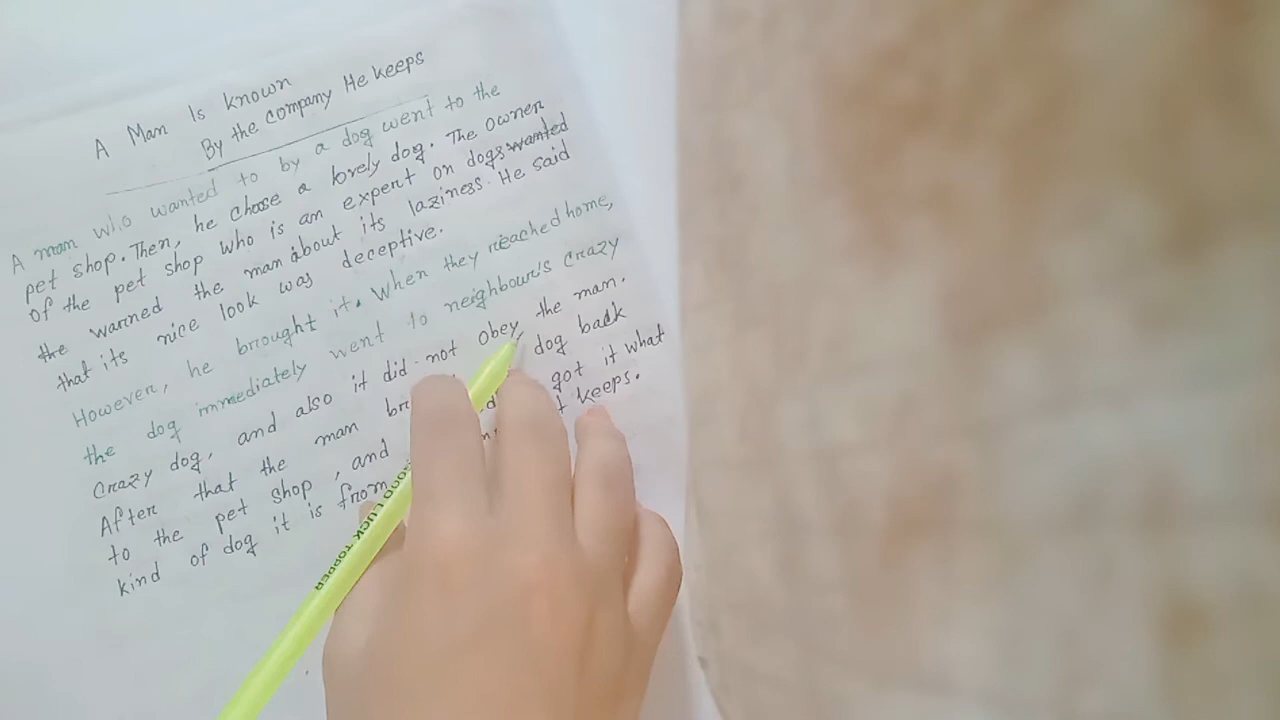 A Man Is known
By the company He keeps
A man who wanted to by a dog went to the
pet shop. Then, he choose a lovely dog. The owner
of the pet shop who is an expert on dogs wanted
the warned the man about its laziness. He said
that its nice look was deceptive.
However, he brought it. When they reached home,
the dog immediately went to neighbour's crazy
crazy dog, and also it did not obey the man.
After that the man dog back
to the pet shop, and got it what
kind of dog it is from keeps.
GOOD LUCK TOPPER